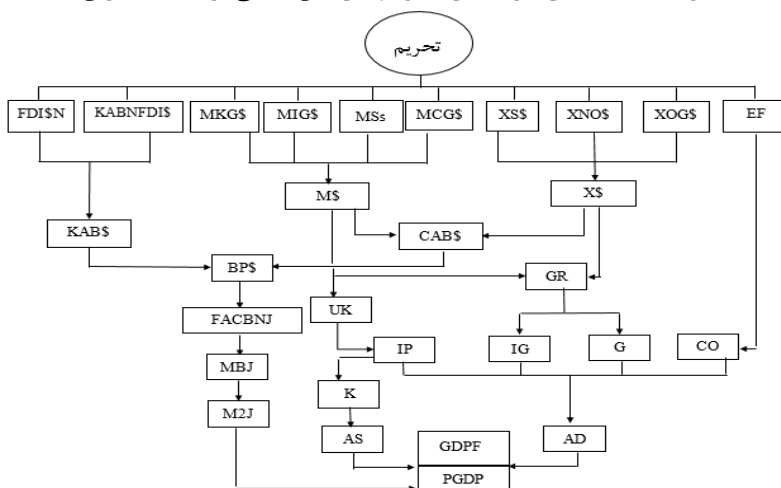 تحریم
FDI$N KABNFDI$ MKG$ MIG$ MSs MCG$ XS$ XNO$ XOG$ EF
M$ X$
KAB$ CAB$
BP$ GR
UK
FACBNJ
IP IG G CO
MBJ
K
M2J
AS GDPF AD
PGDP